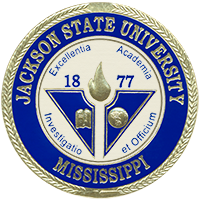 JACKSON STATE UNIVERSITY
Excellentia Academia
18 77
Investigatio et Officium
MISSISSIPPI